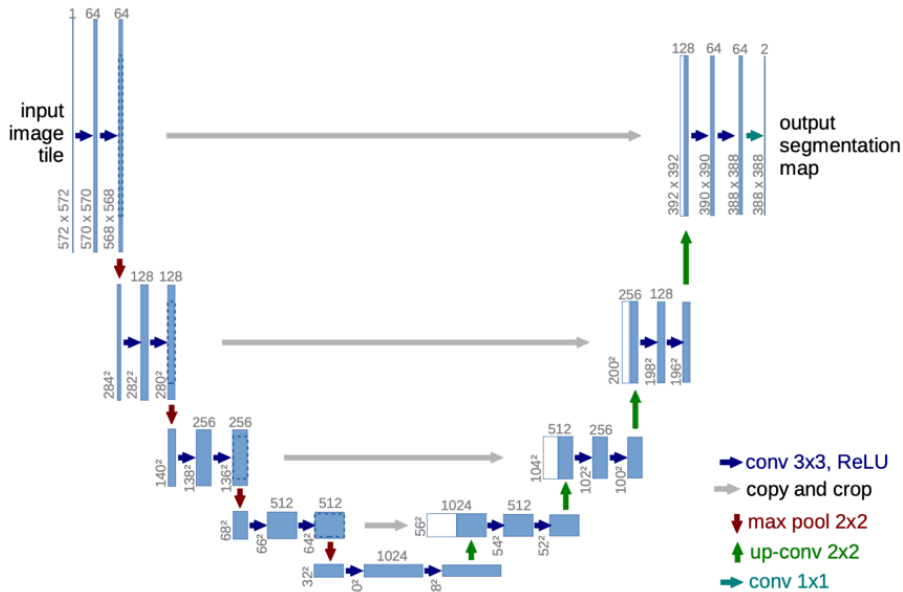 1 64 64
input
image
tile
572 x 572
570 x 570
568 x 568
128 64 64 2
output
segmentation
map
392 x 392
390 x 390
388 x 388
388 x 388
128 128
284²
282²
280²
256 128
200²
198²
196²
256 256
140²
138²
136²
512 256
104²
102²
100²
512 512
68²
66²
64²
1024 512
56²
54²
52²
1024
32²
0²
8²
conv 3x3, ReLU
copy and crop
max pool 2x2
up-conv 2x2
conv 1x1